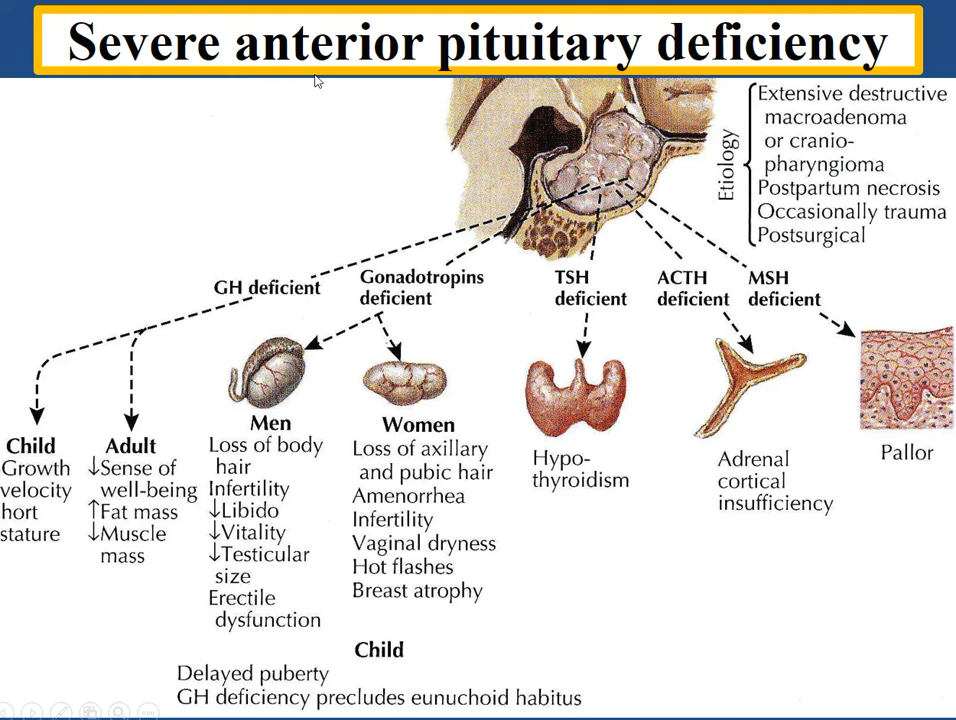 Severe anterior pituitary deficiency
Etiology
Extensive destructive
macroadenoma
or cranio-
pharyngioma
Postpartum necrosis
Occasionally trauma
Postsurgical
GH deficient
Gonadotropins
deficient
TSH
deficient
ACTH
deficient
MSH
deficient
Child
Growth
velocity
hort
stature
Adult
↓Sense of
well-being
↑Fat mass
↓Muscle
mass
Men
Loss of body
hair
Infertility
↓Libido
↓Vitality
↓Testicular
size
Erectile
dysfunction
Women
Loss of axillary
and pubic hair
Amenorrhea
Infertility
Vaginal dryness
Hot flashes
Breast atrophy
Hypo-
thyroidism
Adrenal
cortical
insufficiency
Pallor
Child
Delayed puberty
GH deficiency precludes eunuchoid habitus